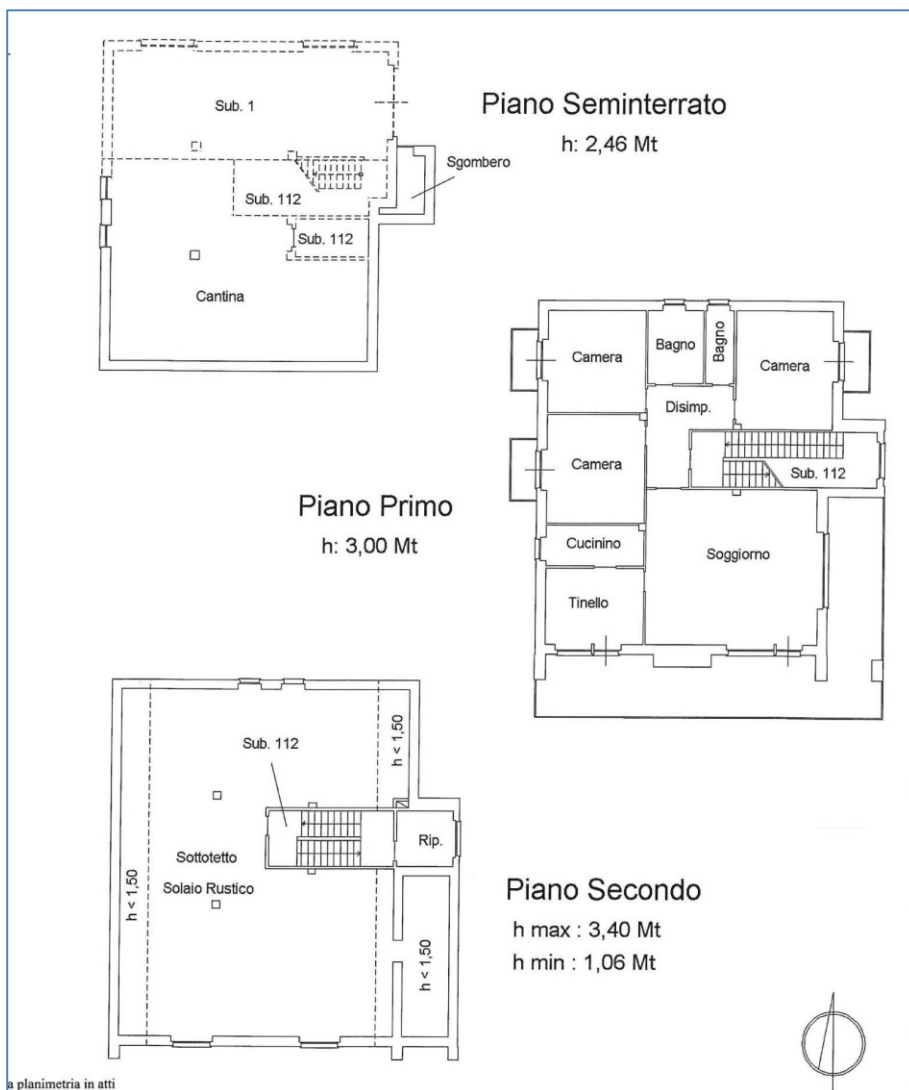 Piano Seminterrato
h: 2,46 Mt
Sub. 1
Sgombero
Sub. 112
Sub. 112
Cantina
Piano Primo
h: 3,00 Mt
Camera
Bagno
Bagno
Camera
Disimp.
Camera
Sub. 112
Cucinino
Soggiorno
Tinello
Piano Secondo
h max : 3,40 Mt
h min : 1,06 Mt
Sub. 112
h < 1,50
Sottotetto
Solaio Rustico
Rip.
h < 1,50
h < 1,50
a planimetria in atti